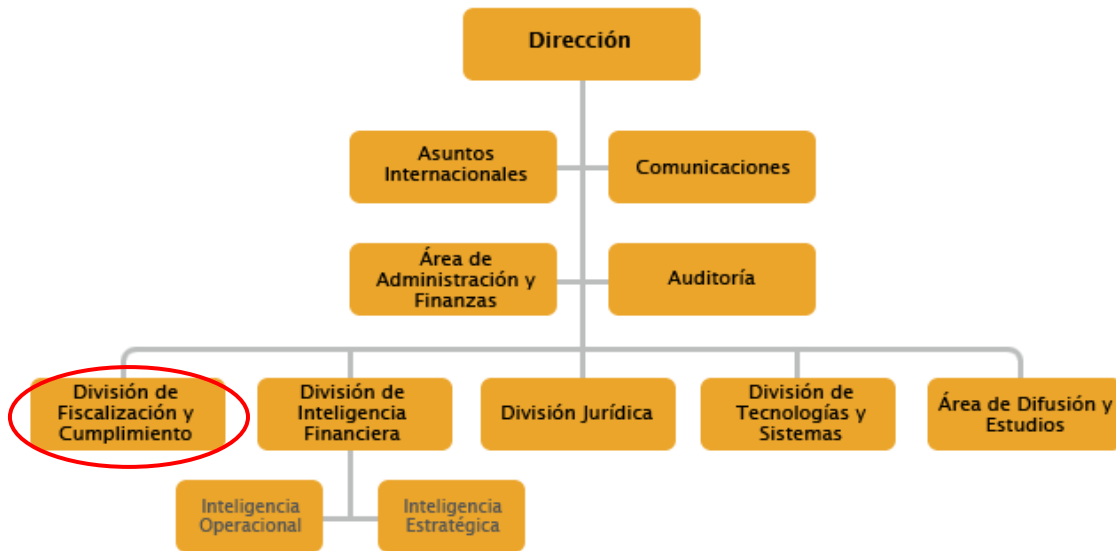 Dirección
Asuntos
Internacionales
Comunicaciones
Área de
Administración y
Finanzas
Auditoría
División de
Fiscalización y
Cumplimiento
División de
Inteligencia
Financiera
División Jurídica
División de
Tecnologías y
Sistemas
Área de Difusión y
Estudios
Inteligencia
Operacional
Inteligencia
Estratégica